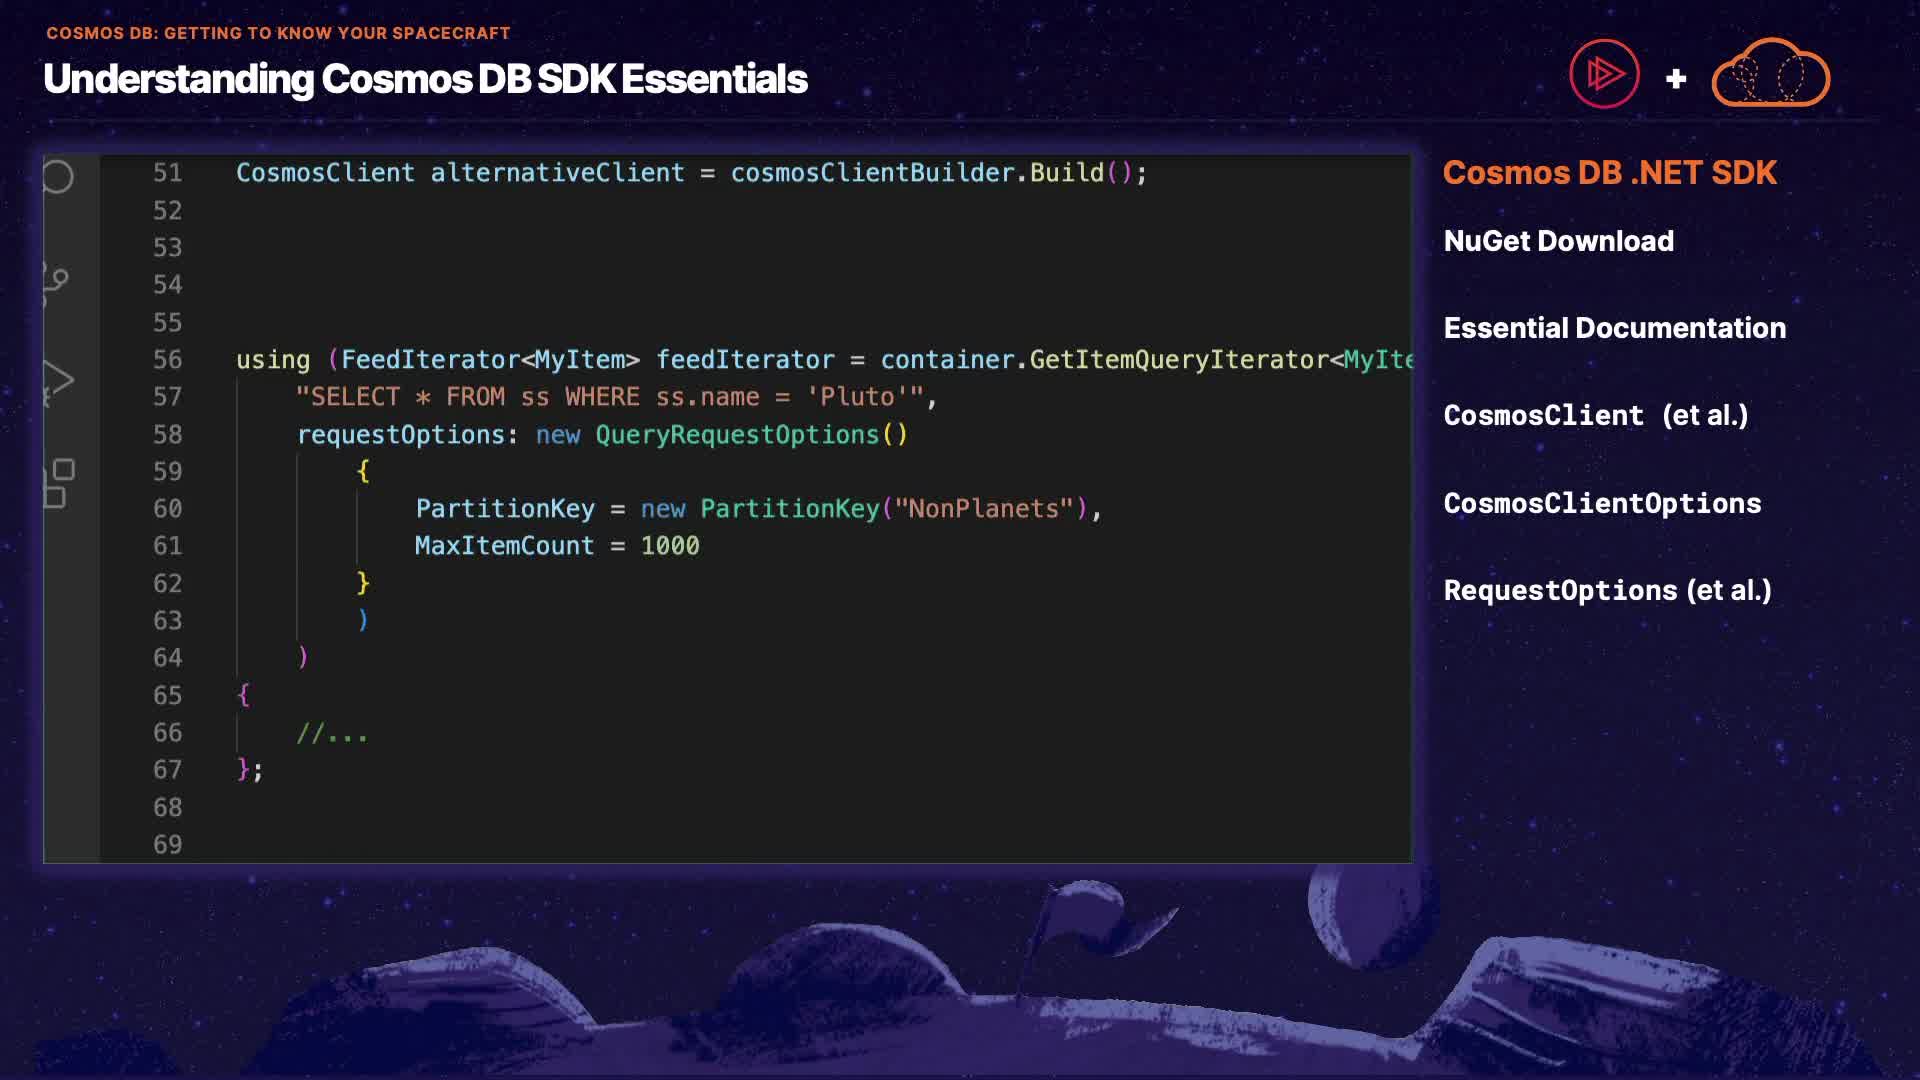 COSMOS DB: GETTING TO KNOW YOUR SPACECRAFT
Understanding Cosmos DB SDK Essentials
+
51 CosmosClient alternativeClient = cosmosClientBuilder.Build();
52
53
54
55
56 using (FeedIterator<MyItem> feedIterator = container.GetItemQueryIterator<MyIte
57 "SELECT * FROM ss WHERE ss.name = 'Pluto'",
58 requestOptions: new QueryRequestOptions()
59 {
60 PartitionKey = new PartitionKey("NonPlanets"),
61 MaxItemCount = 1000
62 }
63 )
64 )
65 {
66 //...
67 };
68
69
Cosmos DB .NET SDK
NuGet Download
Essential Documentation
CosmosClient (et al.)
CosmosClientOptions
RequestOptions (et al.)